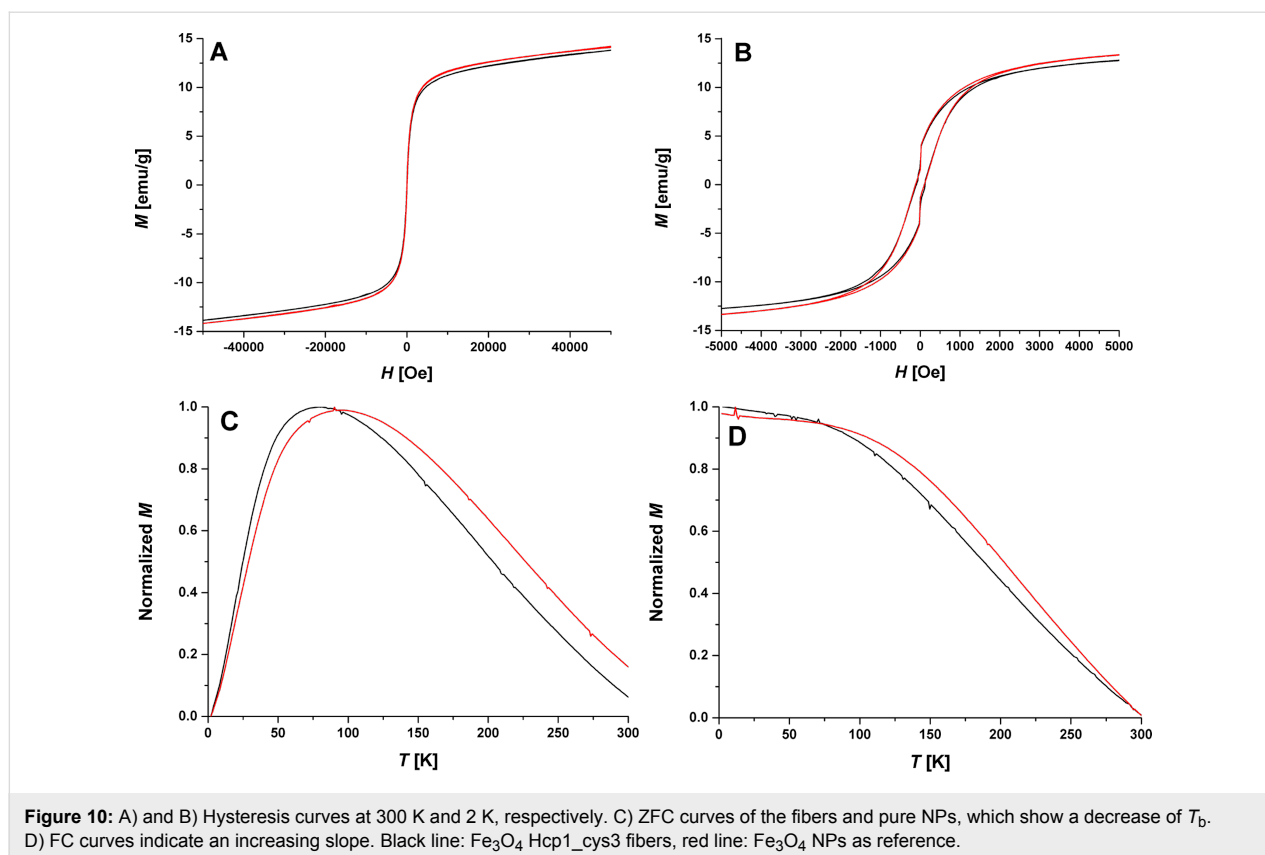 A
M [emu/g]
15
10
5
0
-5
-10
-15
-40000 -20000 0 20000 40000
H [Oe]
B
M [emu/g]
15
10
5
0
-5
-10
-15
-5000 -4000 -3000 -2000 -1000 0 1000 2000 3000 4000 5000
H [Oe]
C
Normalized M
1.0
0.8
0.6
0.4
0.2
0.0
0 50 100 150 200 250 300
T [K]
D
Normalized M
1.0
0.8
0.6
0.4
0.2
0.0
0 50 100 150 200 250 300
T [K]
Figure 10: A) and B) Hysteresis curves at 300 K and 2 K, respectively. C) ZFC curves of the fibers and pure NPs, which show a decrease of T_b.
D) FC curves indicate an increasing slope. Black line: Fe₃O₄ Hcp1_cys3 fibers, red line: Fe₃O₄ NPs as reference.